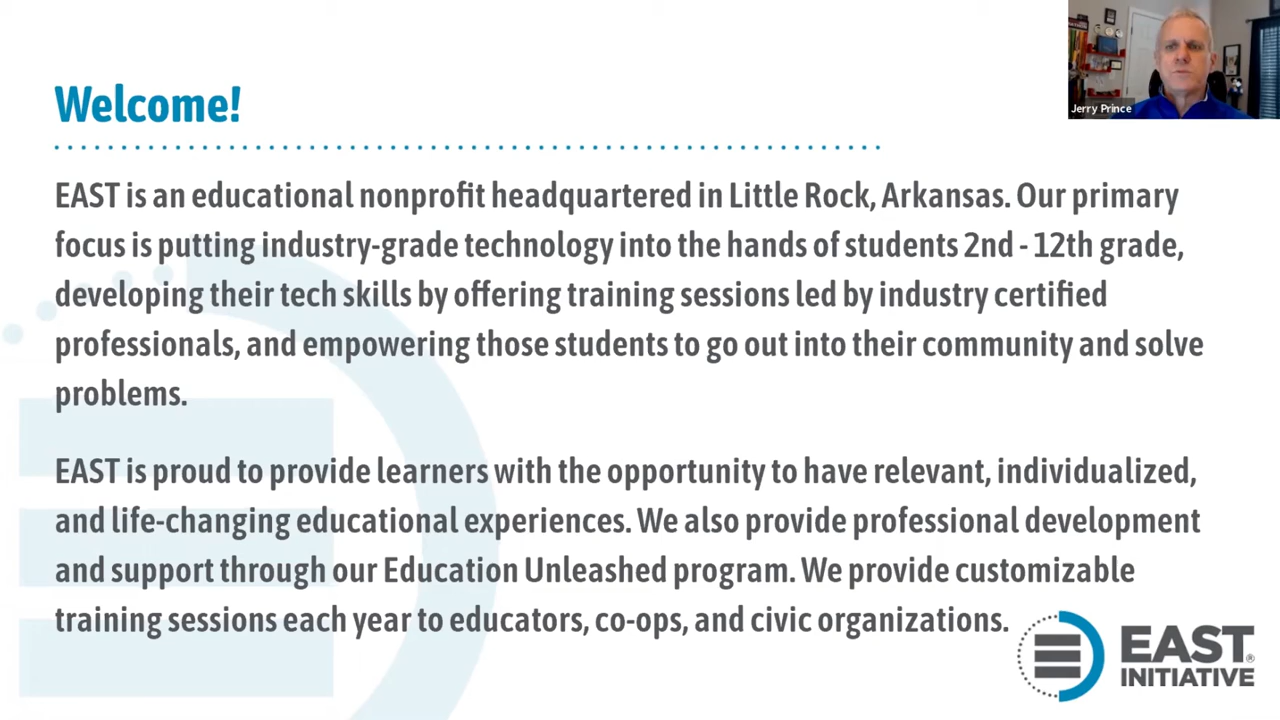 Welcome!
Jerry Prince
EAST is an educational nonprofit headquartered in Little Rock, Arkansas. Our primary
focus is putting industry-grade technology into the hands of students 2nd - 12th grade,
developing their tech skills by offering training sessions led by industry certified
professionals, and empowering those students to go out into their community and solve
problems.
EAST is proud to provide learners with the opportunity to have relevant, individualized,
and life-changing educational experiences. We also provide professional development
and support through our Education Unleashed program. We provide customizable
training sessions each year to educators, co-ops, and civic organizations.
EAST®
INITIATIVE